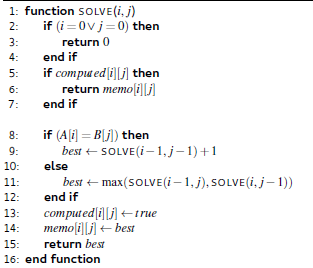 1: function SOLVE(i, j)
2: if (i = 0 ∨ j = 0) then
3: return 0
4: end if
5: if computed[i][j] then
6: return memo[i][j]
7: end if
8: if (A[i] = B[j]) then
9: best ← SOLVE(i − 1, j − 1) + 1
10: else
11: best ← max(SOLVE(i − 1, j), SOLVE(i, j − 1))
12: end if
13: computed[i][j] ← true
14: memo[i][j] ← best
15: return best
16: end function